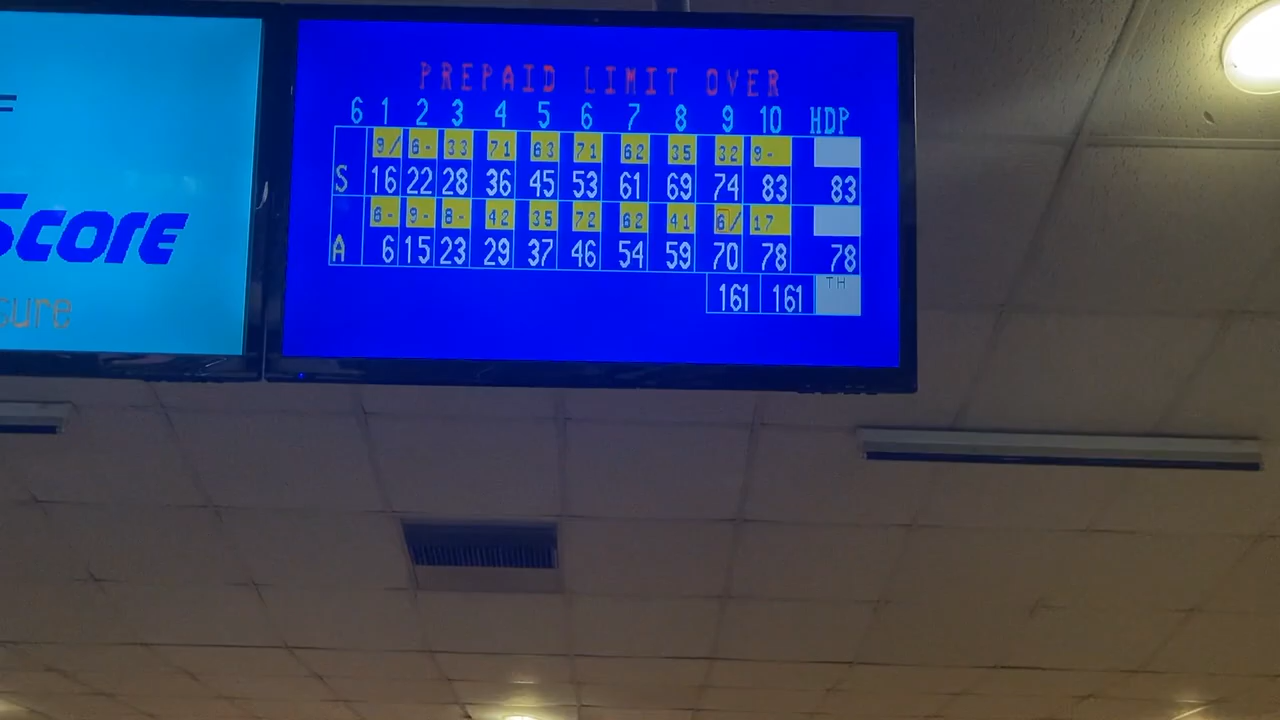 PREPAID LIMIT OVER
6 1 2 3 4 5 6 7 8 9 10 HDP
9/ 6- 33 71 63 71 62 35 32 9-
S 16 22 28 36 45 53 61 69 74 83 83
6- 9- 8- 42 35 72 62 41 6/ 17
A 6 15 23 29 37 46 54 59 70 78 78
161 161 TH
Score
sure